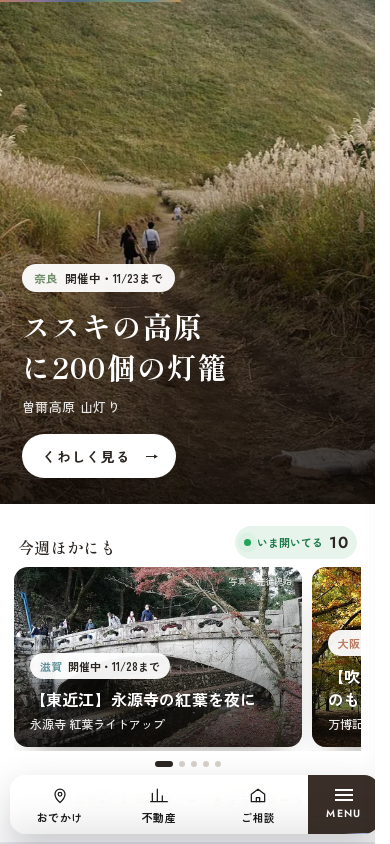 奈良 開催中・11/23まで
ススキの高原
に200個の灯籠
曽爾高原 山灯り
くわしく見る →
今週ほかにも
いま開いてる 10
滋賀 開催中・11/28まで
【東近江】永源寺の紅葉を夜に
永源寺 紅葉ライトアップ
大阪
【吹
のも
万博記
おでかけ
不動産
ご相談
MENU